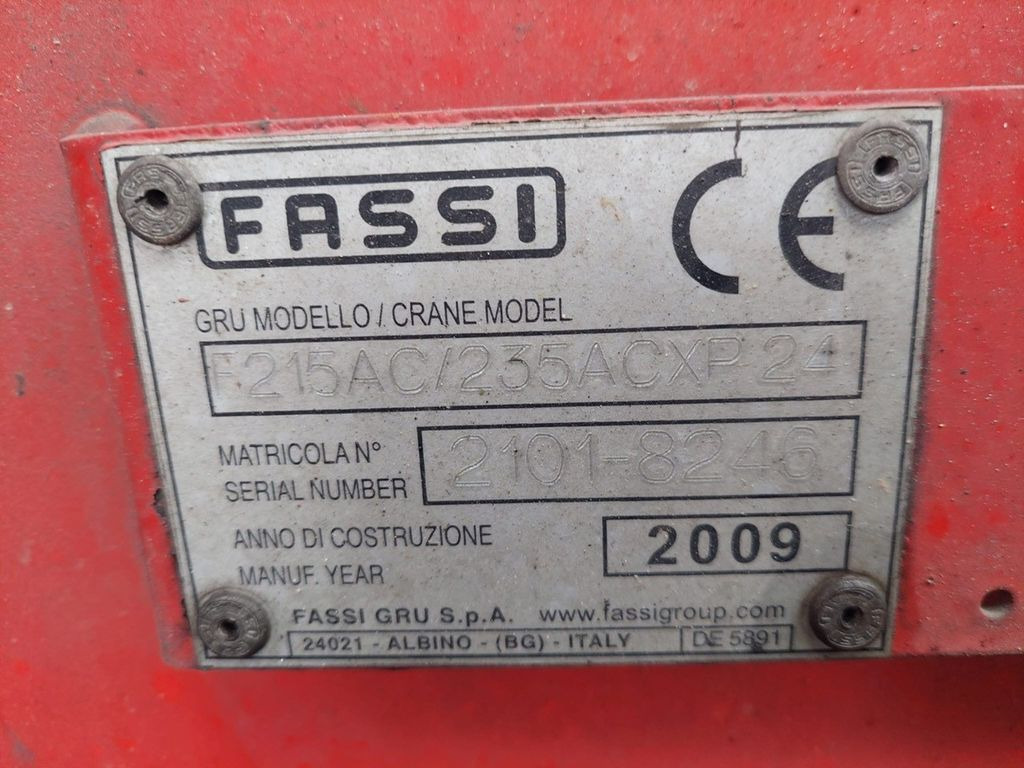 FASSI CE
GRU MODELLO / CRANE MODEL
F215AC/235ACXP 24
MATRICOLA N° 2101-8246
SERIAL NUMBER
ANNO DI COSTRUZIONE 2009
MANUF. YEAR
FASSI GRU S.p.A. www.fassigroup.com
24021 - ALBINO - (BG) - ITALY DE 5891